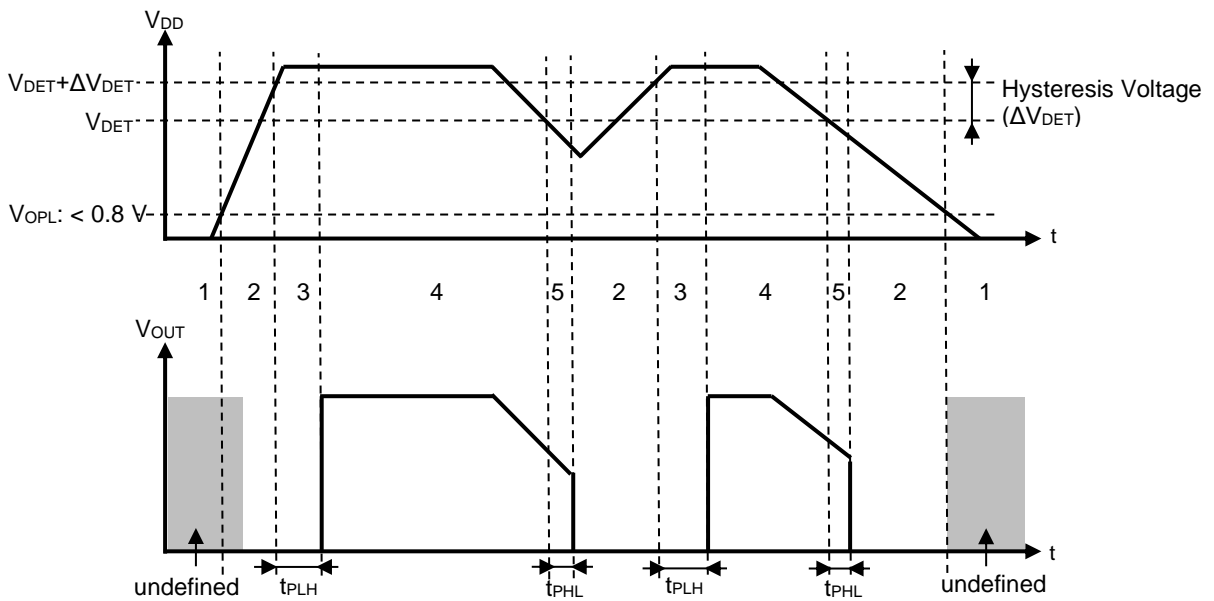 VDD
VDET+ΔVDET
VDET
VOPL: < 0.8 V
Hysteresis Voltage
(ΔVDET)
t
1 2 3 4 5 2 3 4 5 2 1
VOUT
t
undefined tPLH tPHL tPLH tPHL undefined